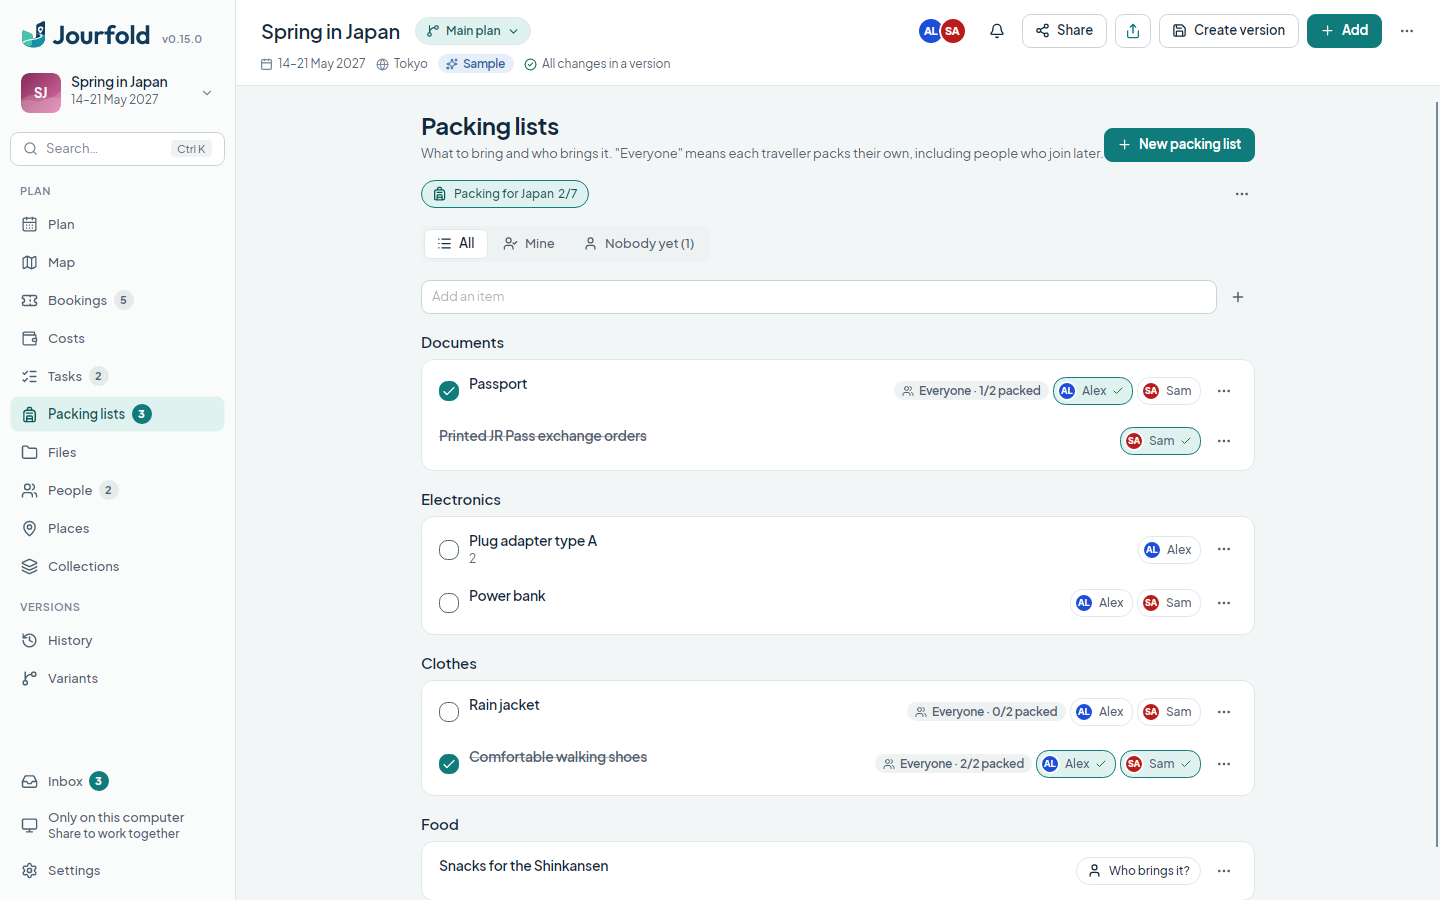 Jourfold v0.15.0
SJ
Spring in Japan
14–21 May 2027
Search... Ctrl K
PLAN
Plan
Map
Bookings 5
Costs
Tasks 2
Packing lists 3
Files
People 2
Places
Collections
VERSIONS
History
Variants
Inbox 3
Only on this computer
Share to work together
Settings
Spring in Japan Main plan
14–21 May 2027 Tokyo Sample All changes in a version
AL SA Share Create version Add
Packing lists
What to bring and who brings it. "Everyone" means each traveller packs their own, including people who join later.
New packing list
Packing for Japan 2/7
All Mine Nobody yet (1)
Add an item
Documents
Passport Everyone · 1/2 packed AL Alex SA Sam
Printed JR Pass exchange orders SA Sam
Electronics
Plug adapter type A AL Alex
2
Power bank AL Alex SA Sam
Clothes
Rain jacket Everyone · 0/2 packed AL Alex SA Sam
Comfortable walking shoes Everyone · 2/2 packed AL Alex SA Sam
Food
Snacks for the Shinkansen Who brings it?